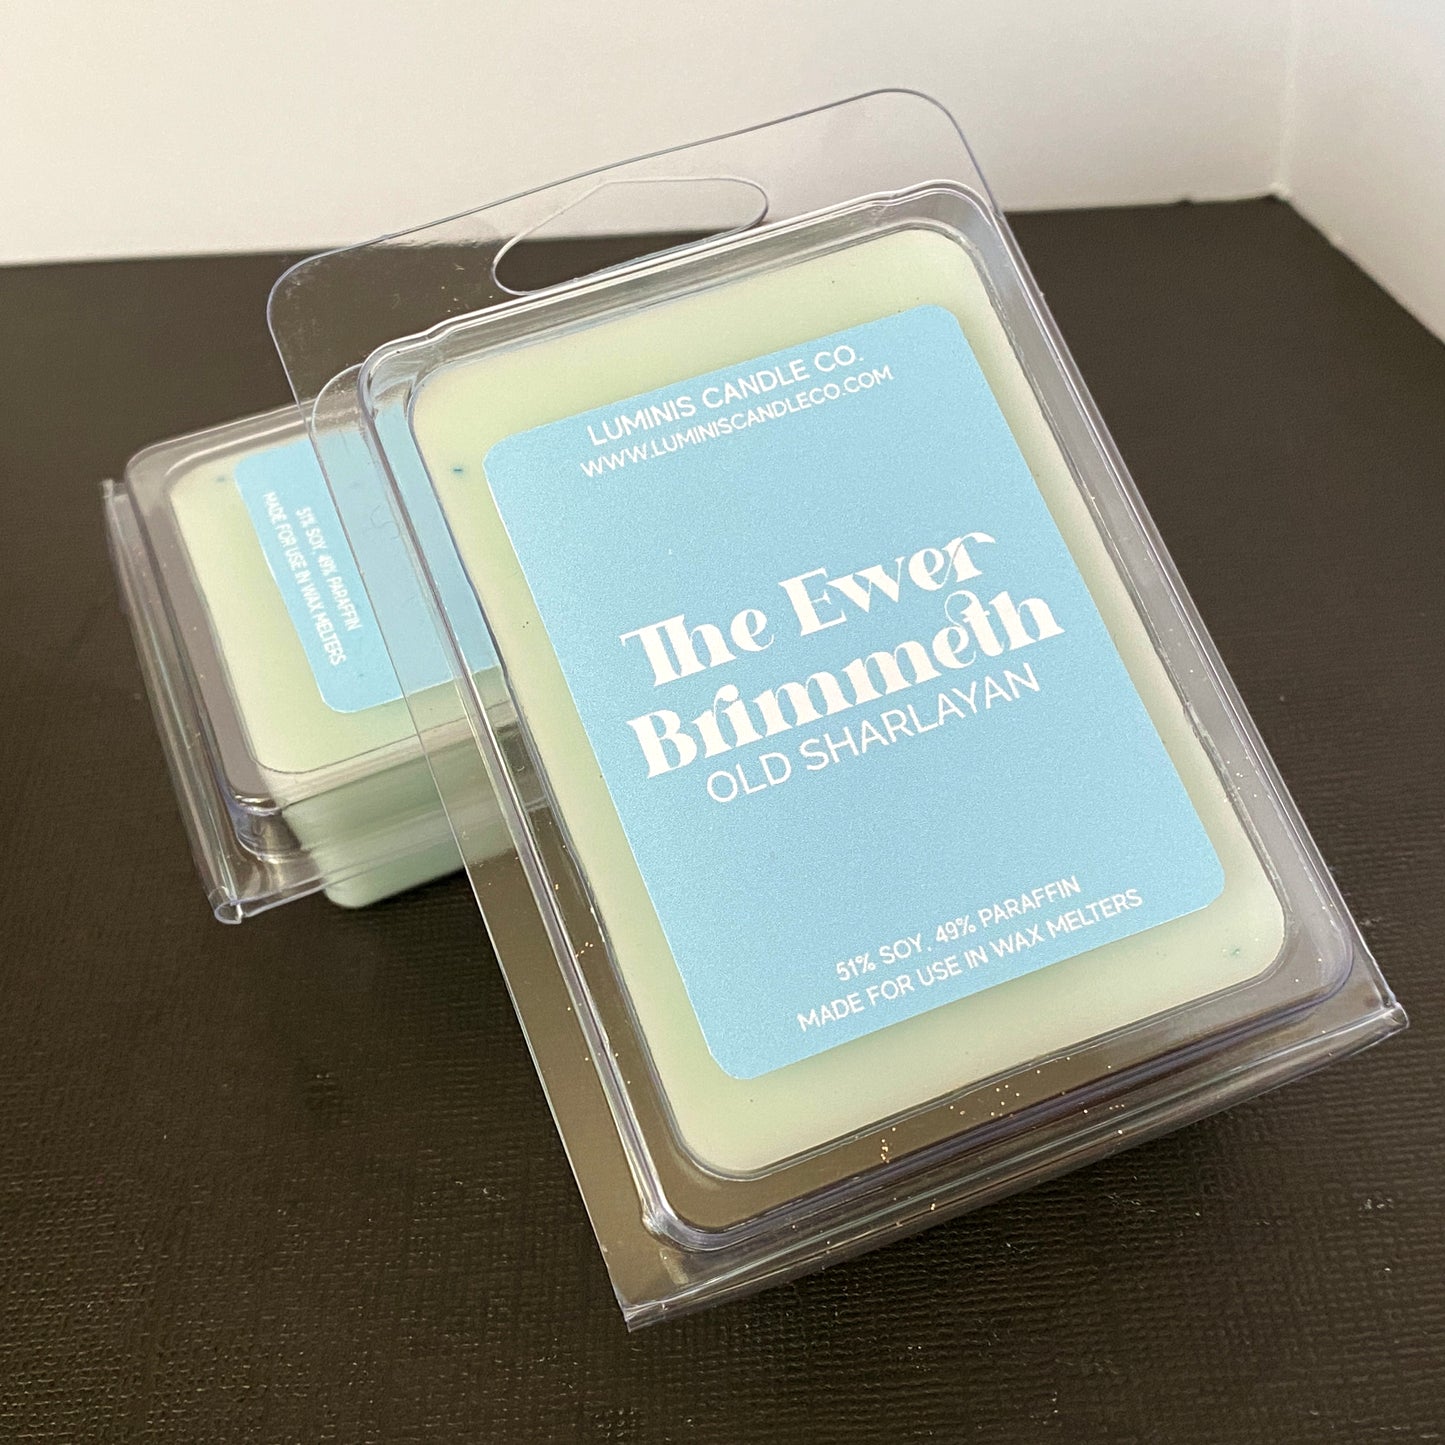 LUMINIS CANDLE CO.
WWW.LUMINISCANDLECO.COM
The Ewer
Brimmeth
OLD SHARLAYAN
51% SOY, 49% PARAFFIN
MADE FOR USE IN WAX MELTERS
51% SOY, 49% PARAFFIN
MADE FOR USE IN WAX MELTERS